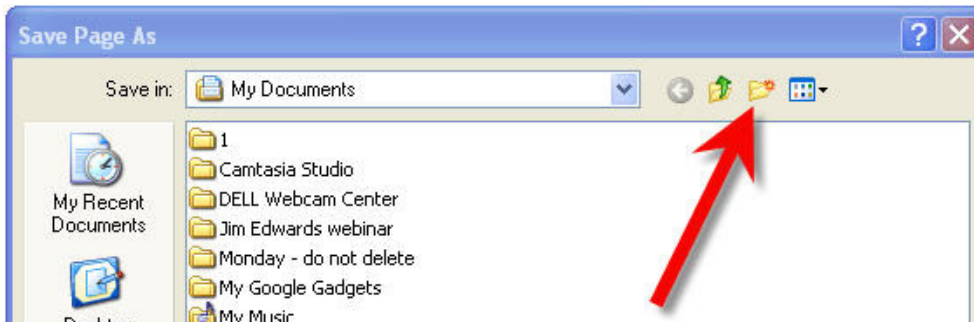 Save Page As
Save in: My Documents
1
Camtasia Studio
DELL Webcam Center
My Recent
Documents
Jim Edwards webinar
Monday - do not delete
My Google Gadgets
My Music